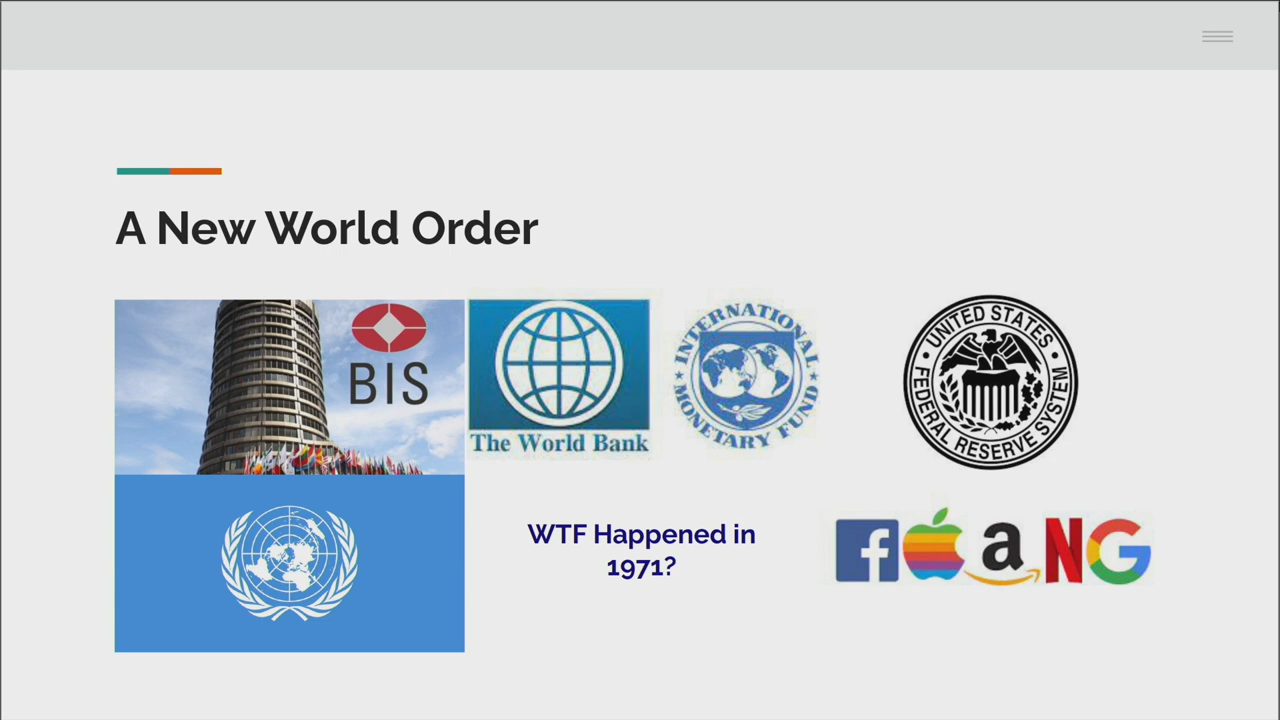 A New World Order
BIS
The World Bank
INTERNATIONAL
MONETARY FUND
UNITED STATES
FEDERAL RESERVE SYSTEM
WTF Happened in
1971?
f a N G